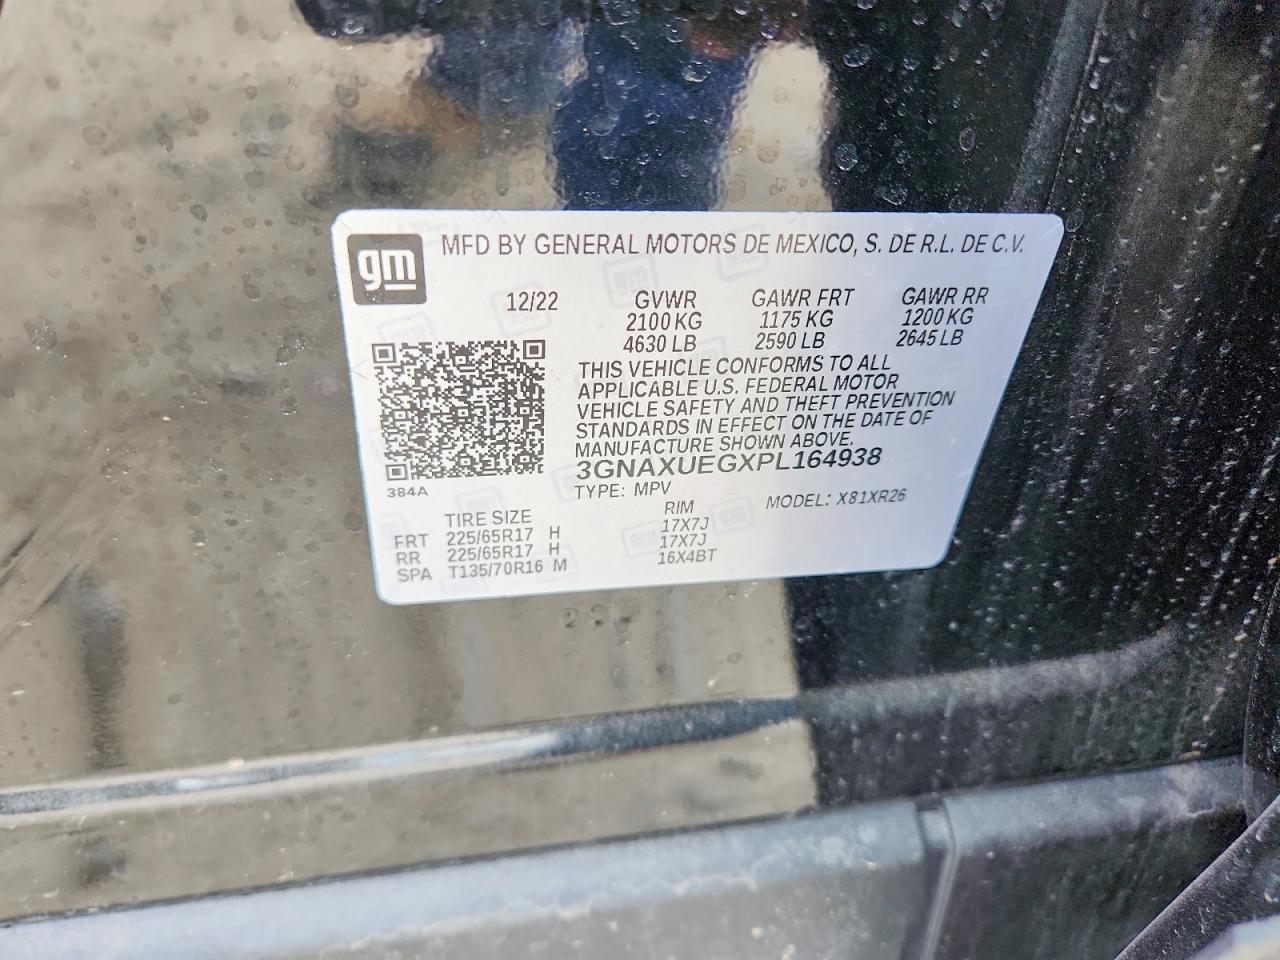 gm MFD BY GENERAL MOTORS DE MEXICO, S. DE R.L. DE C.V.
12/22 GVWR GAWR FRT GAWR RR
2100 KG 1175 KG 1200 KG
4630 LB 2590 LB 2645 LB
THIS VEHICLE CONFORMS TO ALL
APPLICABLE U.S. FEDERAL MOTOR
VEHICLE SAFETY AND THEFT PREVENTION
STANDARDS IN EFFECT ON THE DATE OF
MANUFACTURE SHOWN ABOVE.
3GNAXUEGXPL164938
384A TYPE: MPV MODEL: X81XR26
TIRE SIZE RIM
FRT 225/65R17 H 17X7J
RR 225/65R17 H 17X7J
SPA T135/70R16 M 16X4BT